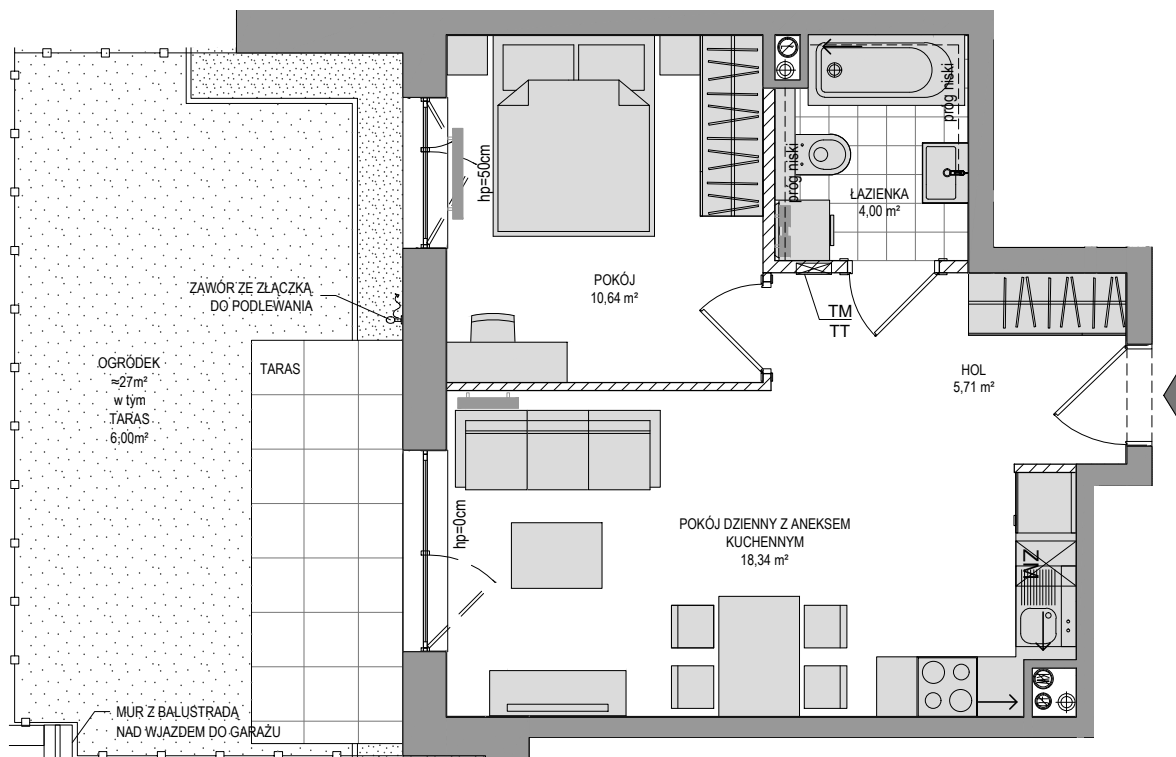 próg niski
próg niski
hp=50cm
ŁAZIENKA
4,00 m²
POKÓJ
10,64 m²
ZAWÓR ZE ZŁĄCZKĄ
DO PODLEWANIA
TM
TT
OGRÓDEK
≈27m²
w tym
TARAS
6,00m²
TARAS
HOL
5,71 m²
hp=0cm
POKÓJ DZIENNY Z ANEKSEM
KUCHENNYM
18,34 m²
ZM
MUR Z BALUSTRADĄ
NAD WJAZDEM DO GARAŻU